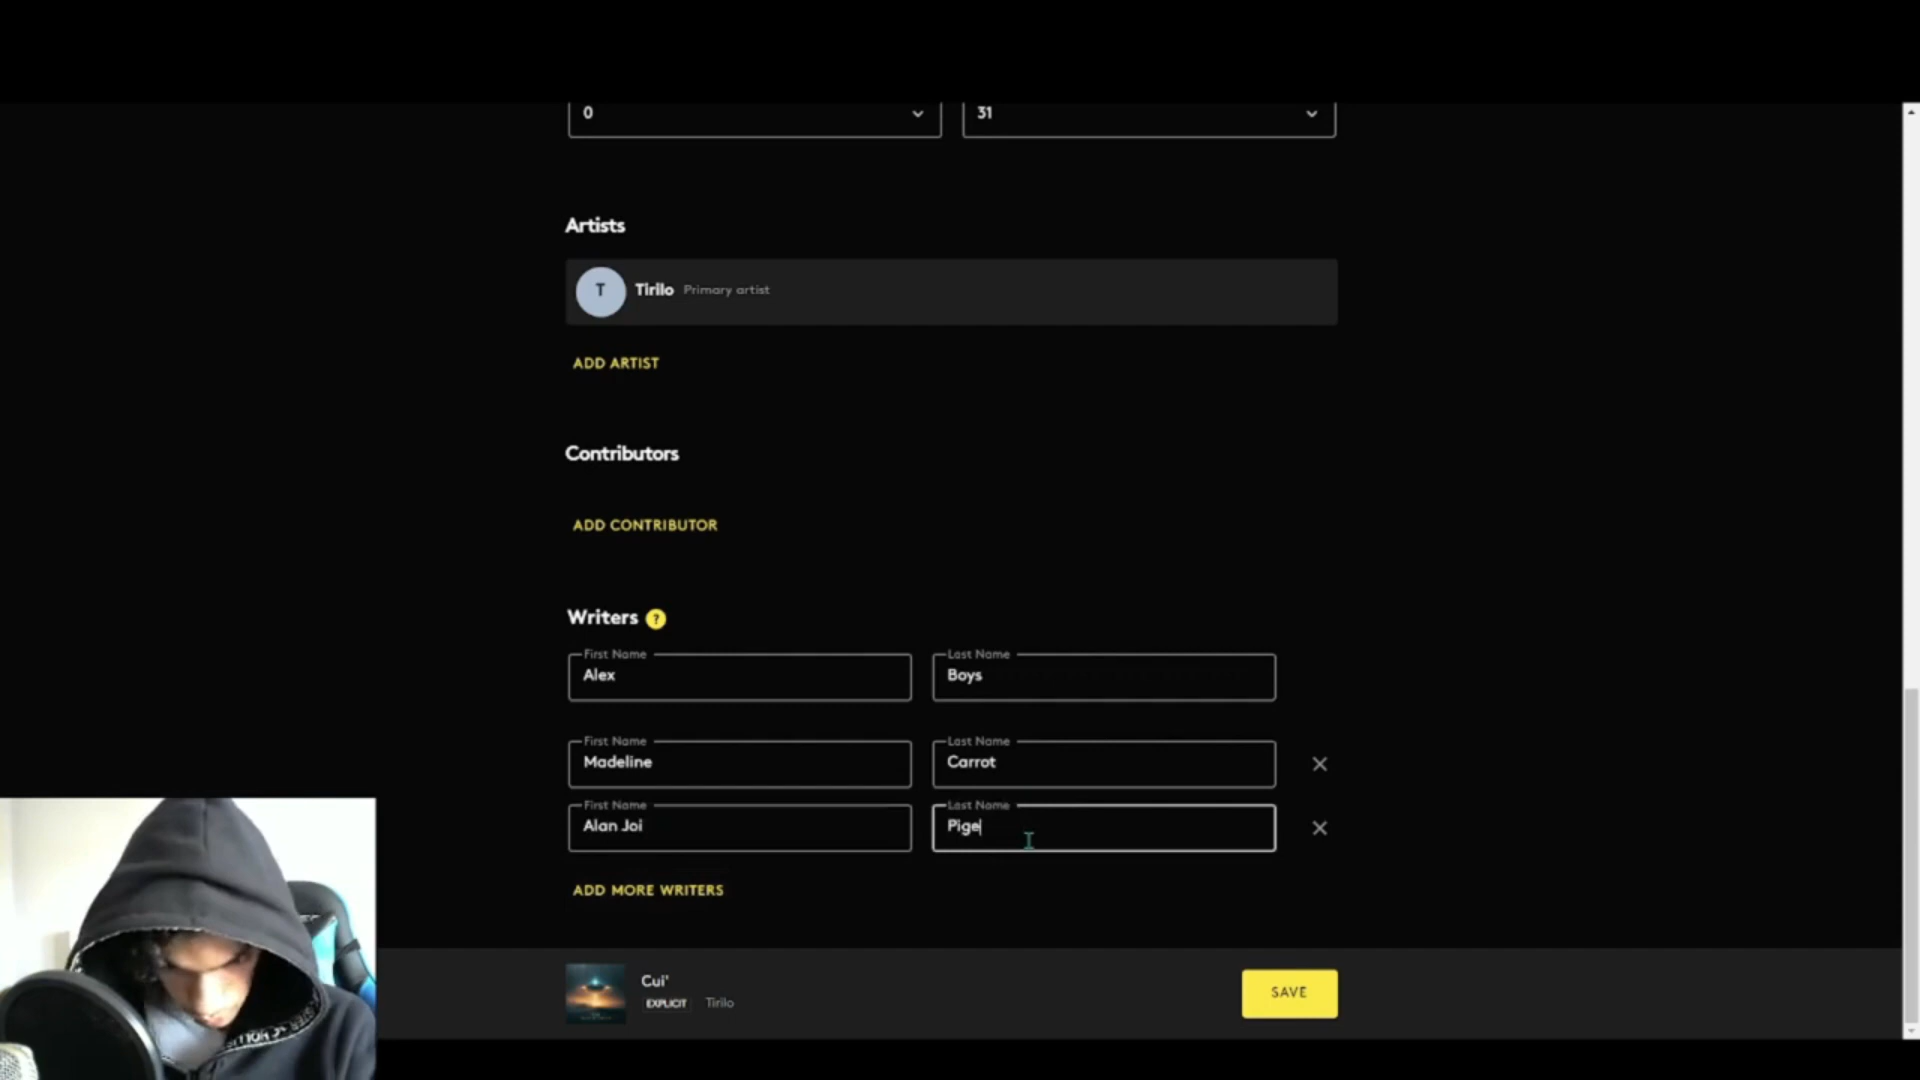 0 31
Artists
T Tirilo Primary artist
ADD ARTIST
Contributors
ADD CONTRIBUTOR
Writers ?
First Name Last Name
Alex Boys
First Name Last Name
Madeline Carrot
First Name Last Name
Alan Joi Pige
ADD MORE WRITERS
Cui'
EXPLICIT Tirilo
SAVE